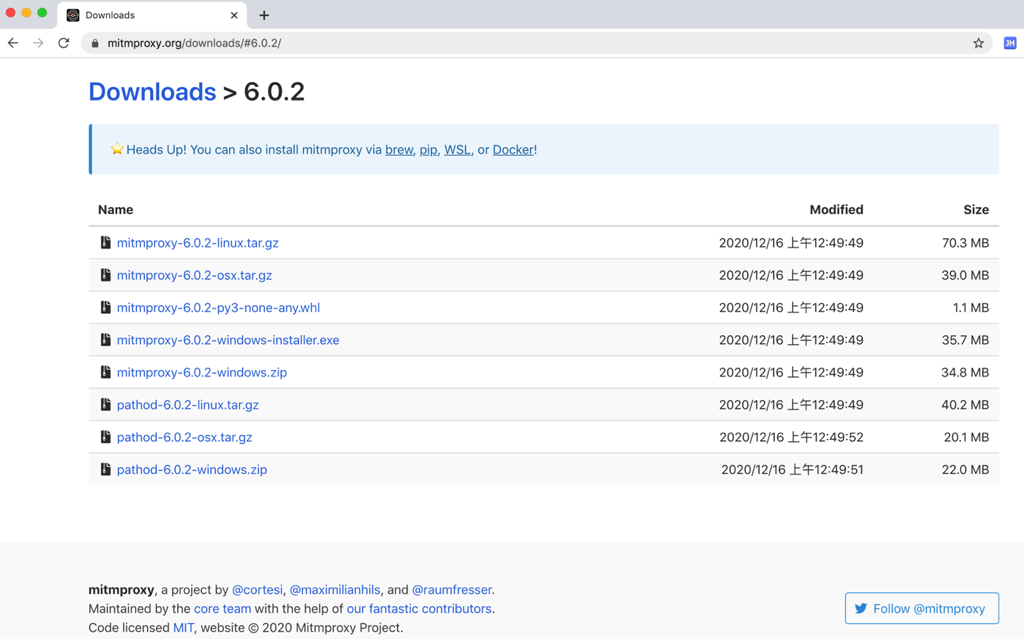 Downloads
mitmproxy.org/downloads/#6.0.2/
JH
Downloads > 6.0.2
⭐ Heads Up! You can also install mitmproxy via brew, pip, WSL, or Docker!
Name Modified Size
mitmproxy-6.0.2-linux.tar.gz 2020/12/16 上午12:49:49 70.3 MB
mitmproxy-6.0.2-osx.tar.gz 2020/12/16 上午12:49:49 39.0 MB
mitmproxy-6.0.2-py3-none-any.whl 2020/12/16 上午12:49:49 1.1 MB
mitmproxy-6.0.2-windows-installer.exe 2020/12/16 上午12:49:49 35.7 MB
mitmproxy-6.0.2-windows.zip 2020/12/16 上午12:49:49 34.8 MB
pathod-6.0.2-linux.tar.gz 2020/12/16 上午12:49:49 40.2 MB
pathod-6.0.2-osx.tar.gz 2020/12/16 上午12:49:52 20.1 MB
pathod-6.0.2-windows.zip 2020/12/16 上午12:49:51 22.0 MB
mitmproxy, a project by @cortesi, @maximilianhils, and @raumfresser.
Maintained by the core team with the help of our fantastic contributors.
Code licensed MIT, website © 2020 Mitmproxy Project.
Follow @mitmproxy